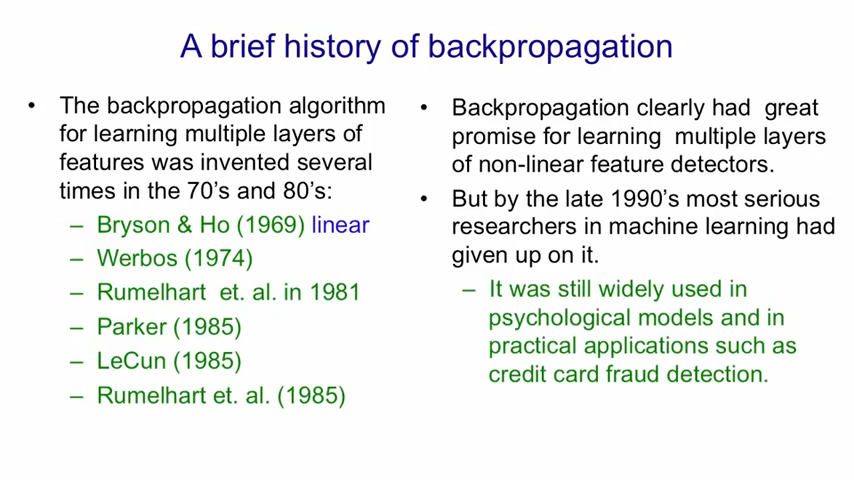 A brief history of backpropagation
• The backpropagation algorithm
for learning multiple layers of
features was invented several
times in the 70's and 80's:
– Bryson & Ho (1969) linear
– Werbos (1974)
– Rumelhart et. al. in 1981
– Parker (1985)
– LeCun (1985)
– Rumelhart et. al. (1985)
• Backpropagation clearly had great
promise for learning multiple layers
of non-linear feature detectors.
• But by the late 1990's most serious
researchers in machine learning had
given up on it.
– It was still widely used in
psychological models and in
practical applications such as
credit card fraud detection.